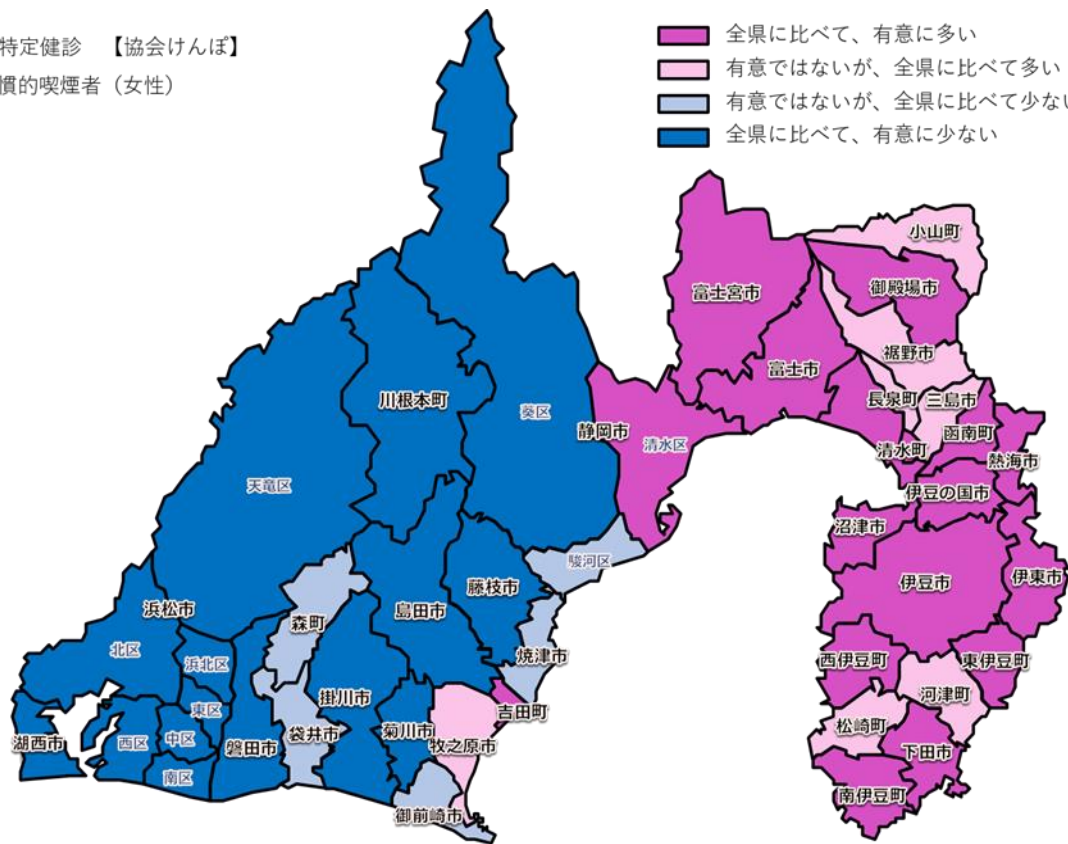 特定健診　【協会けんぽ】
慣的喫煙者（女性）
全県に比べて、有意に多い
有意ではないが、全県に比べて多い
有意ではないが、全県に比べて少ない
全県に比べて、有意に少ない
小山町
富士宮市
御殿場市
裾野市
富士市
川根本町
長泉町
三島市
葵区
静岡市
清水区
函南町
清水町
熱海市
天竜区
伊豆の国市
沼津市
駿河区
伊豆市
伊東市
藤枝市
浜松市
島田市
森町
北区
浜北区
焼津市
西伊豆町
東伊豆町
河津町
掛川市
東区
吉田町
松崎町
湖西市
西区
中区
磐田市
袋井市
菊川市
牧之原市
下田市
南区
南伊豆町
御前崎市